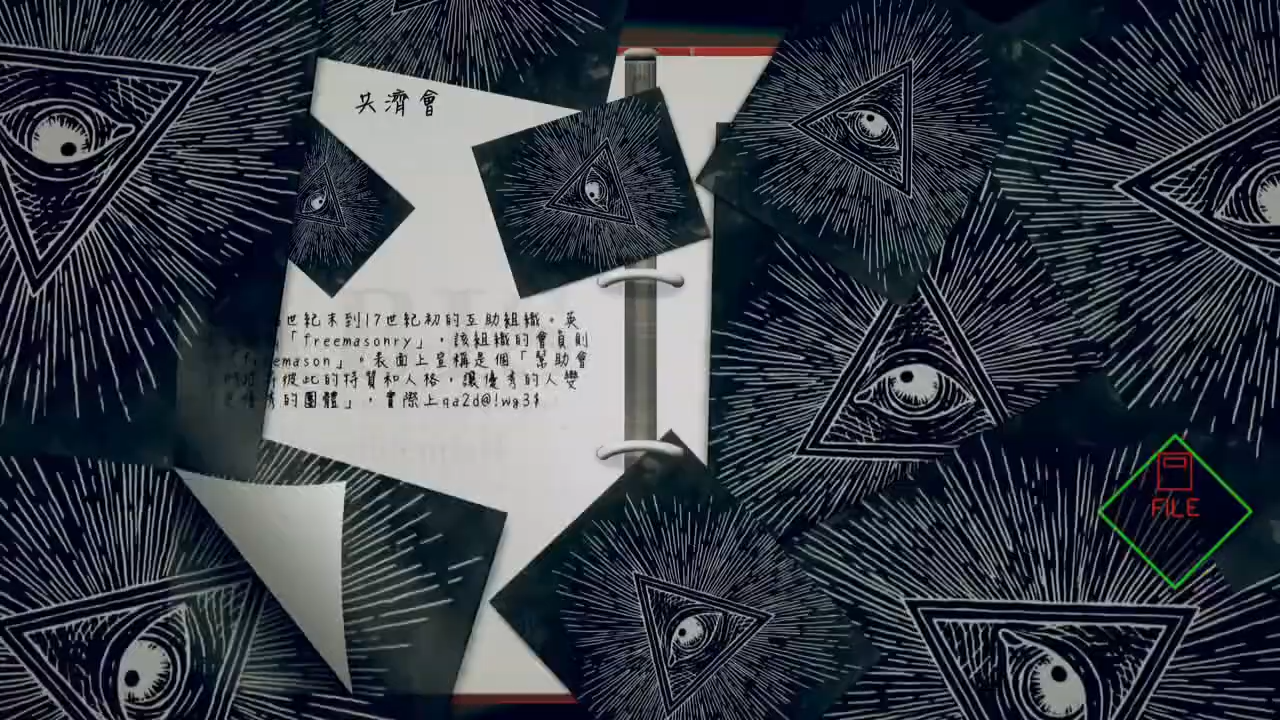 共濟會
世紀末到17世紀初的互助組織。英
「freemasonry」，該組織的會員則
emason」。表面上宣稱是個「幫助會
彼此的特質和人格，讓優秀的人變
秀的團體」，實際上qa2d@!wg3$
FILE